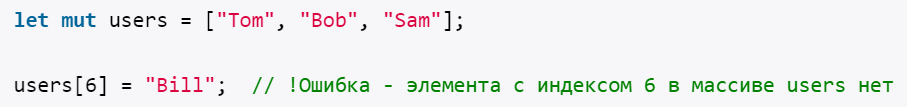 let mut users = ["Tom", "Bob", "Sam"];
users[6] = "Bill";  // !Ошибка - элемента с индексом 6 в массиве users нет